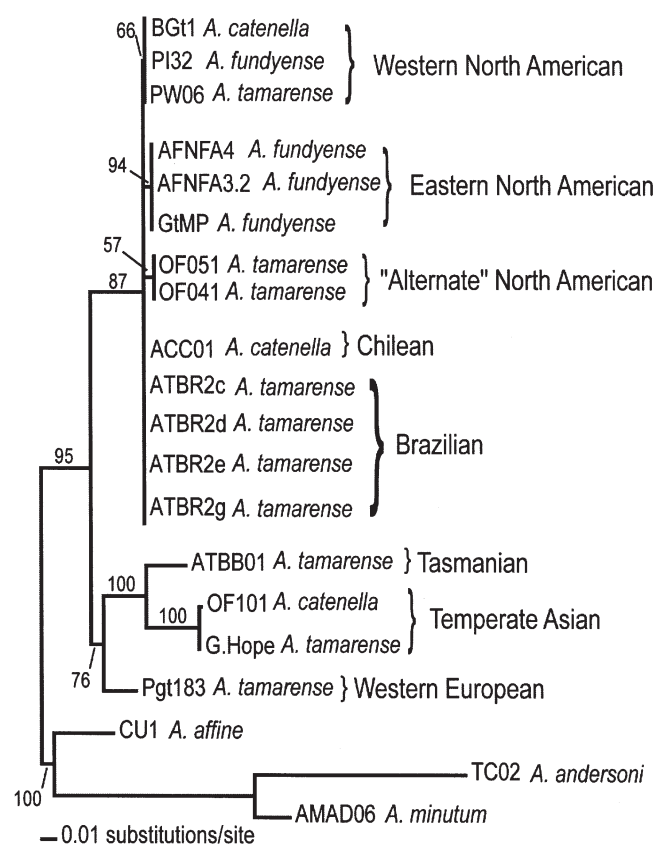 66
BGt1 A. catenella
PI32 A. fundyense
PW06 A. tamarense
Western North American
94
AFNFA4 A. fundyense
AFNFA3.2 A. fundyense
GtMP A. fundyense
Eastern North American
57
OF051 A. tamarense
OF041 A. tamarense
"Alternate" North American
87
ACC01 A. catenella
Chilean
ATBR2c A. tamarense
ATBR2d A. tamarense
ATBR2e A. tamarense
ATBR2g A. tamarense
Brazilian
95
ATBB01 A. tamarense
Tasmanian
100
OF101 A. catenella
100
G.Hope A. tamarense
Temperate Asian
76
Pgt183 A. tamarense
Western European
CU1 A. affine
TC02 A. andersoni
100
AMAD06 A. minutum
0.01 substitutions/site